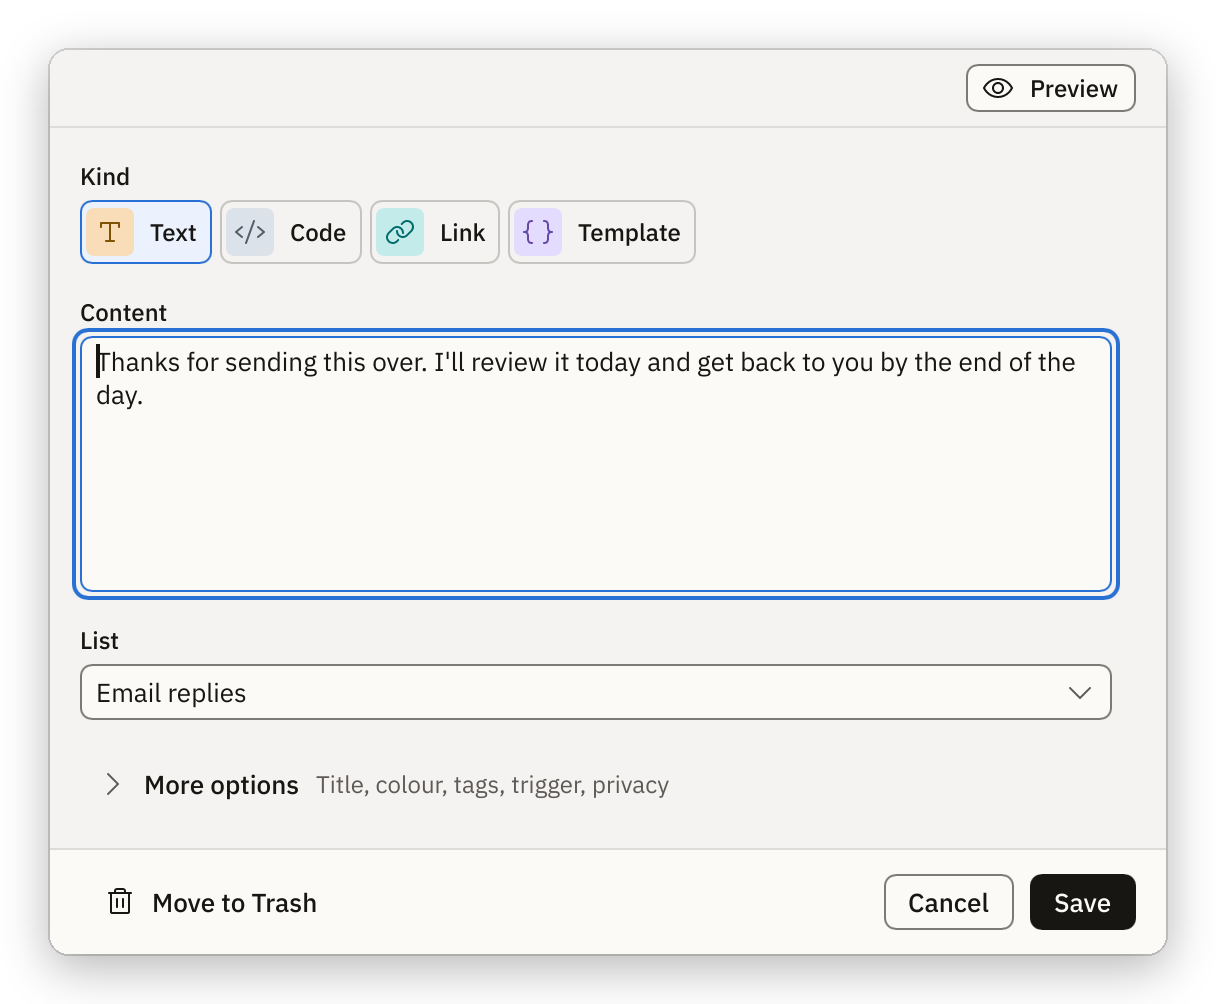 Preview
Kind
Text
Code
Link
Template
Content
Thanks for sending this over. I'll review it today and get back to you by the end of the
day.
List
Email replies
More options Title, colour, tags, trigger, privacy
Move to Trash
Cancel
Save